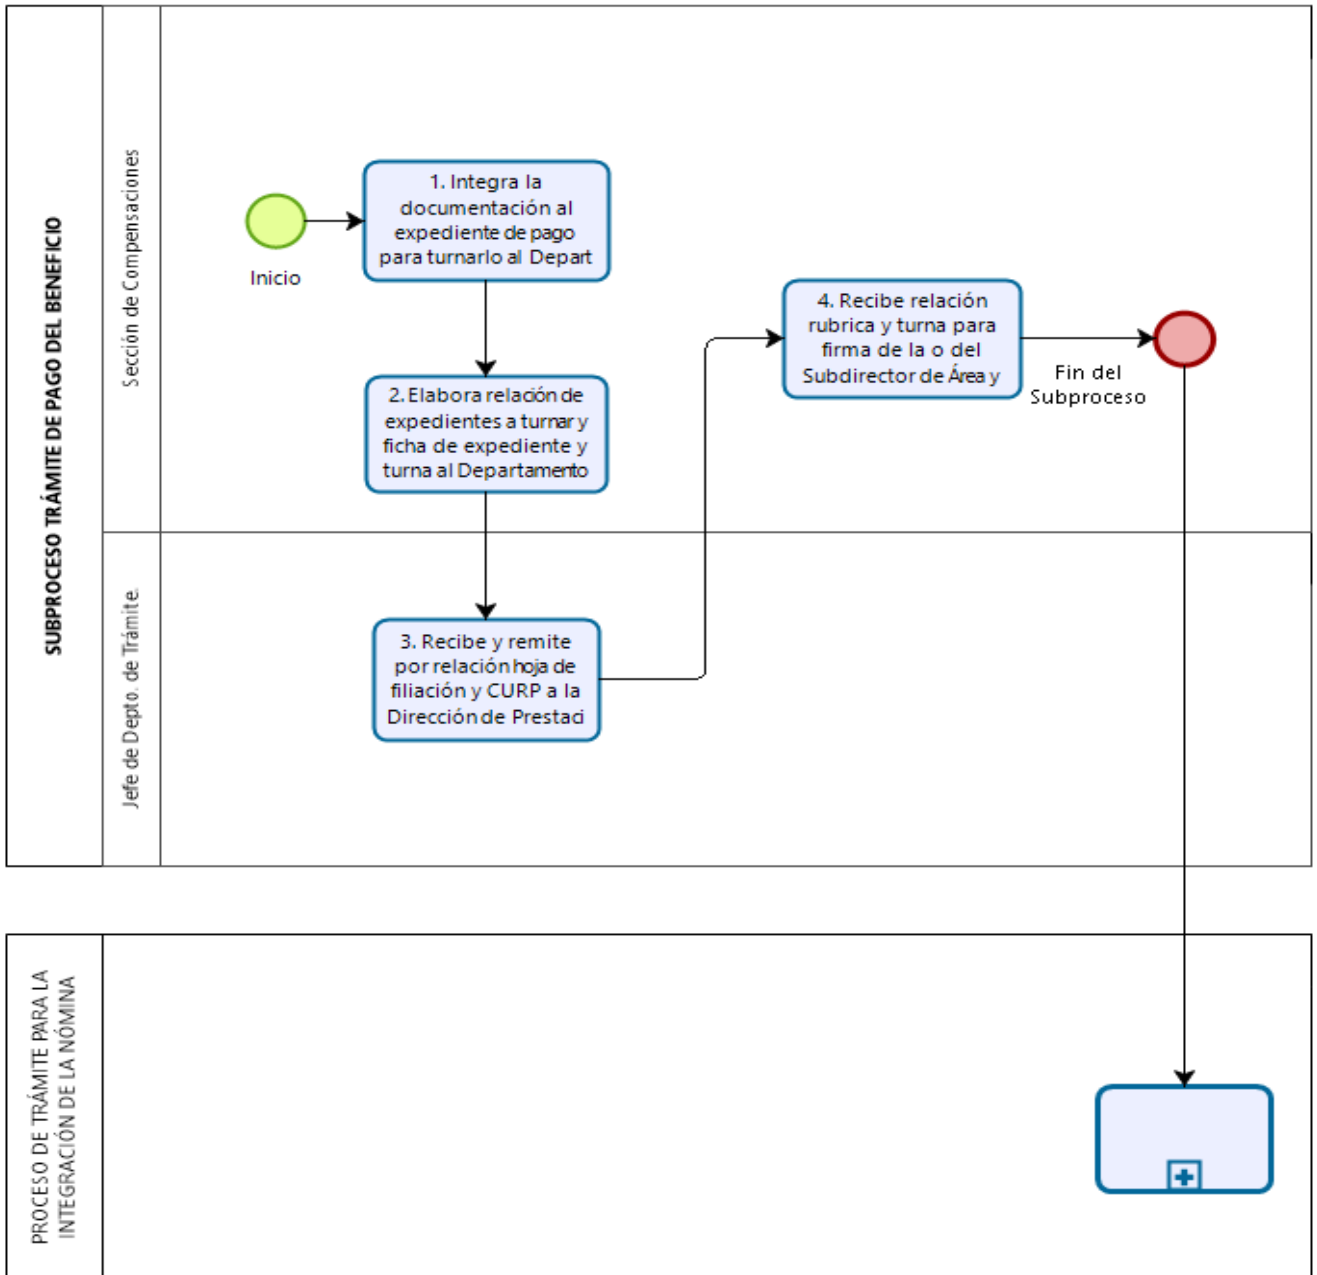 SUBPROCESO TRÁMITE DE PAGO DEL BENEFICIO
Sección de Compensaciones
Inicio
1. Integra la
documentación al
expediente de pago
para turnarlo al Depart
2. Elabora relación de
expedientes a turnar y
ficha de expediente y
turna al Departamento
4. Recibe relación
rubrica y turna para
firma de la o del
Subdirector de Área y
Fin del
Subproceso
Jefe de Depto. de Trámite.
3. Recibe y remite
por relación hoja de
filiación y CURP a la
Dirección de Prestaci
PROCESO DE TRÁMITE PARA LA
INTEGRACIÓN DE LA NÓMINA